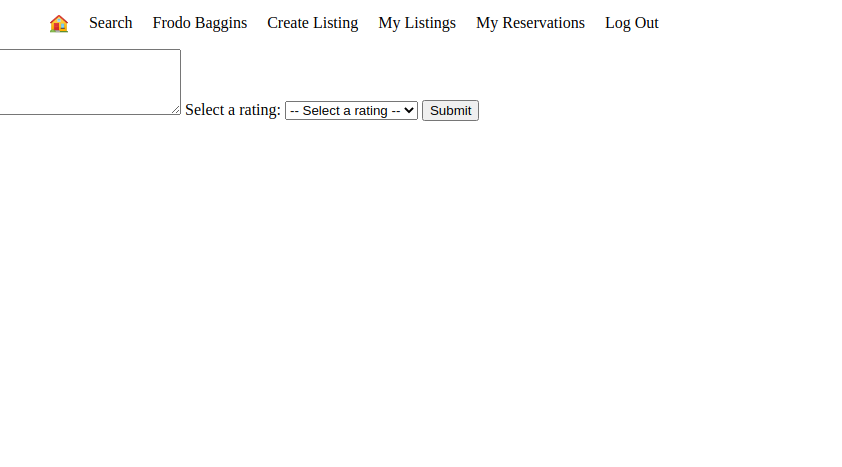 Search Frodo Baggins Create Listing My Listings My Reservations Log Out
Select a rating: -- Select a rating -- Submit